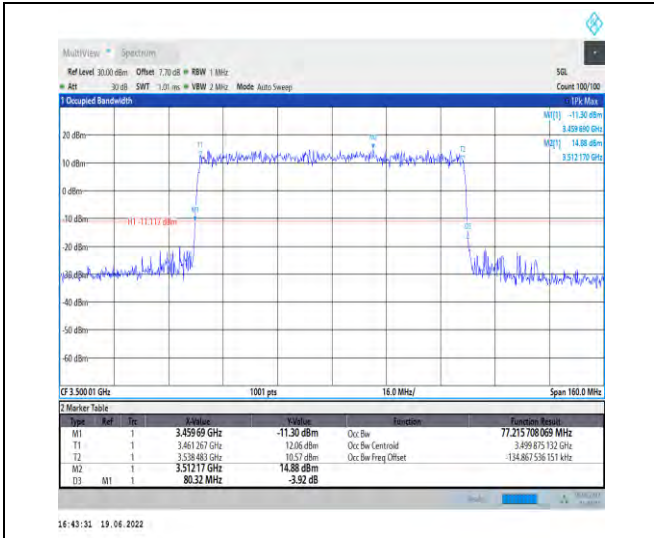 MultiView Spectrum
Ref Level 30.00 dBm Offset 7.70 dB RBW 1 MHz SGL
Att 30 dB SWT 1.01 ms VBW 2 MHz Mode Auto Sweep Count 100/100
1 Occupied Bandwidth 1Pk Max
M1[1] -11.30 dBm
3.459 690 GHz
M2[1] 14.88 dBm
3.512 170 GHz
20 dBm
T1 M2 T2
10 dBm
0 dBm
M1
-10 dBm H1 -11.117 dBm
D3
-20 dBm
-30 dBm
-40 dBm
-50 dBm
-60 dBm
CF 3.500 01 GHz 1001 pts 16.0 MHz/ Span 160.0 MHz
2 Marker Table
Type Ref Trc X-Value Y-Value Function Function Result
M1 1 3.459 69 GHz -11.30 dBm Occ Bw 77.215 708 069 MHz
T1 1 3.461 267 GHz 12.06 dBm Occ Bw Centroid 3.499 875 132 GHz
T2 1 3.538 483 GHz 10.57 dBm Occ Bw Freq Offset -134.867 536 151 kHz
M2 1 3.512 17 GHz 14.88 dBm
D3 M1 1 80.32 MHz -3.92 dB
16:43:31 19.06.2022